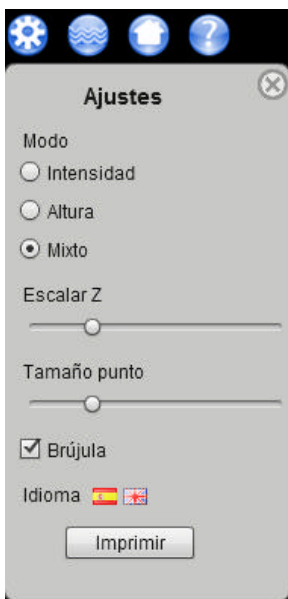 Ajustes
Modo
Intensidad
Altura
Mixto
Escalar Z
Tamaño punto
Brújula
Idioma
Imprimir